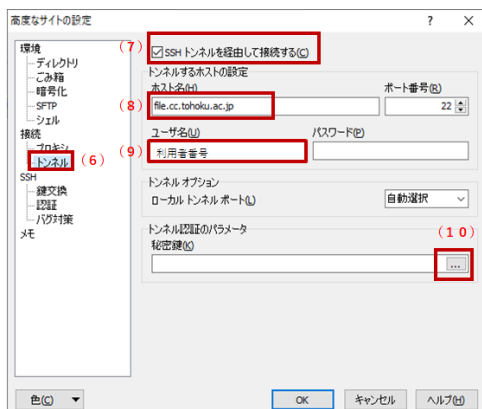 高度なサイトの設定 ? ×
環境
ディレクトリ
ごみ箱
暗号化
SFTP
シェル
接続
プロキシ
トンネル (6)
SSH
鍵交換
認証
バグ対策
メモ
(7) SSH トンネルを経由して接続する(C)
トンネルするホストの設定
ホスト名(H) ポート番号(R)
(8) file.cc.tohoku.ac.jp 22
ユーザ名(U) パスワード(P)
(9) 利用者番号
トンネル オプション
ローカル トンネル ポート(L) 自動選択
トンネル認証のパラメータ
秘密鍵(K) (10)
...
色(C) OK キャンセル ヘルプ(H)